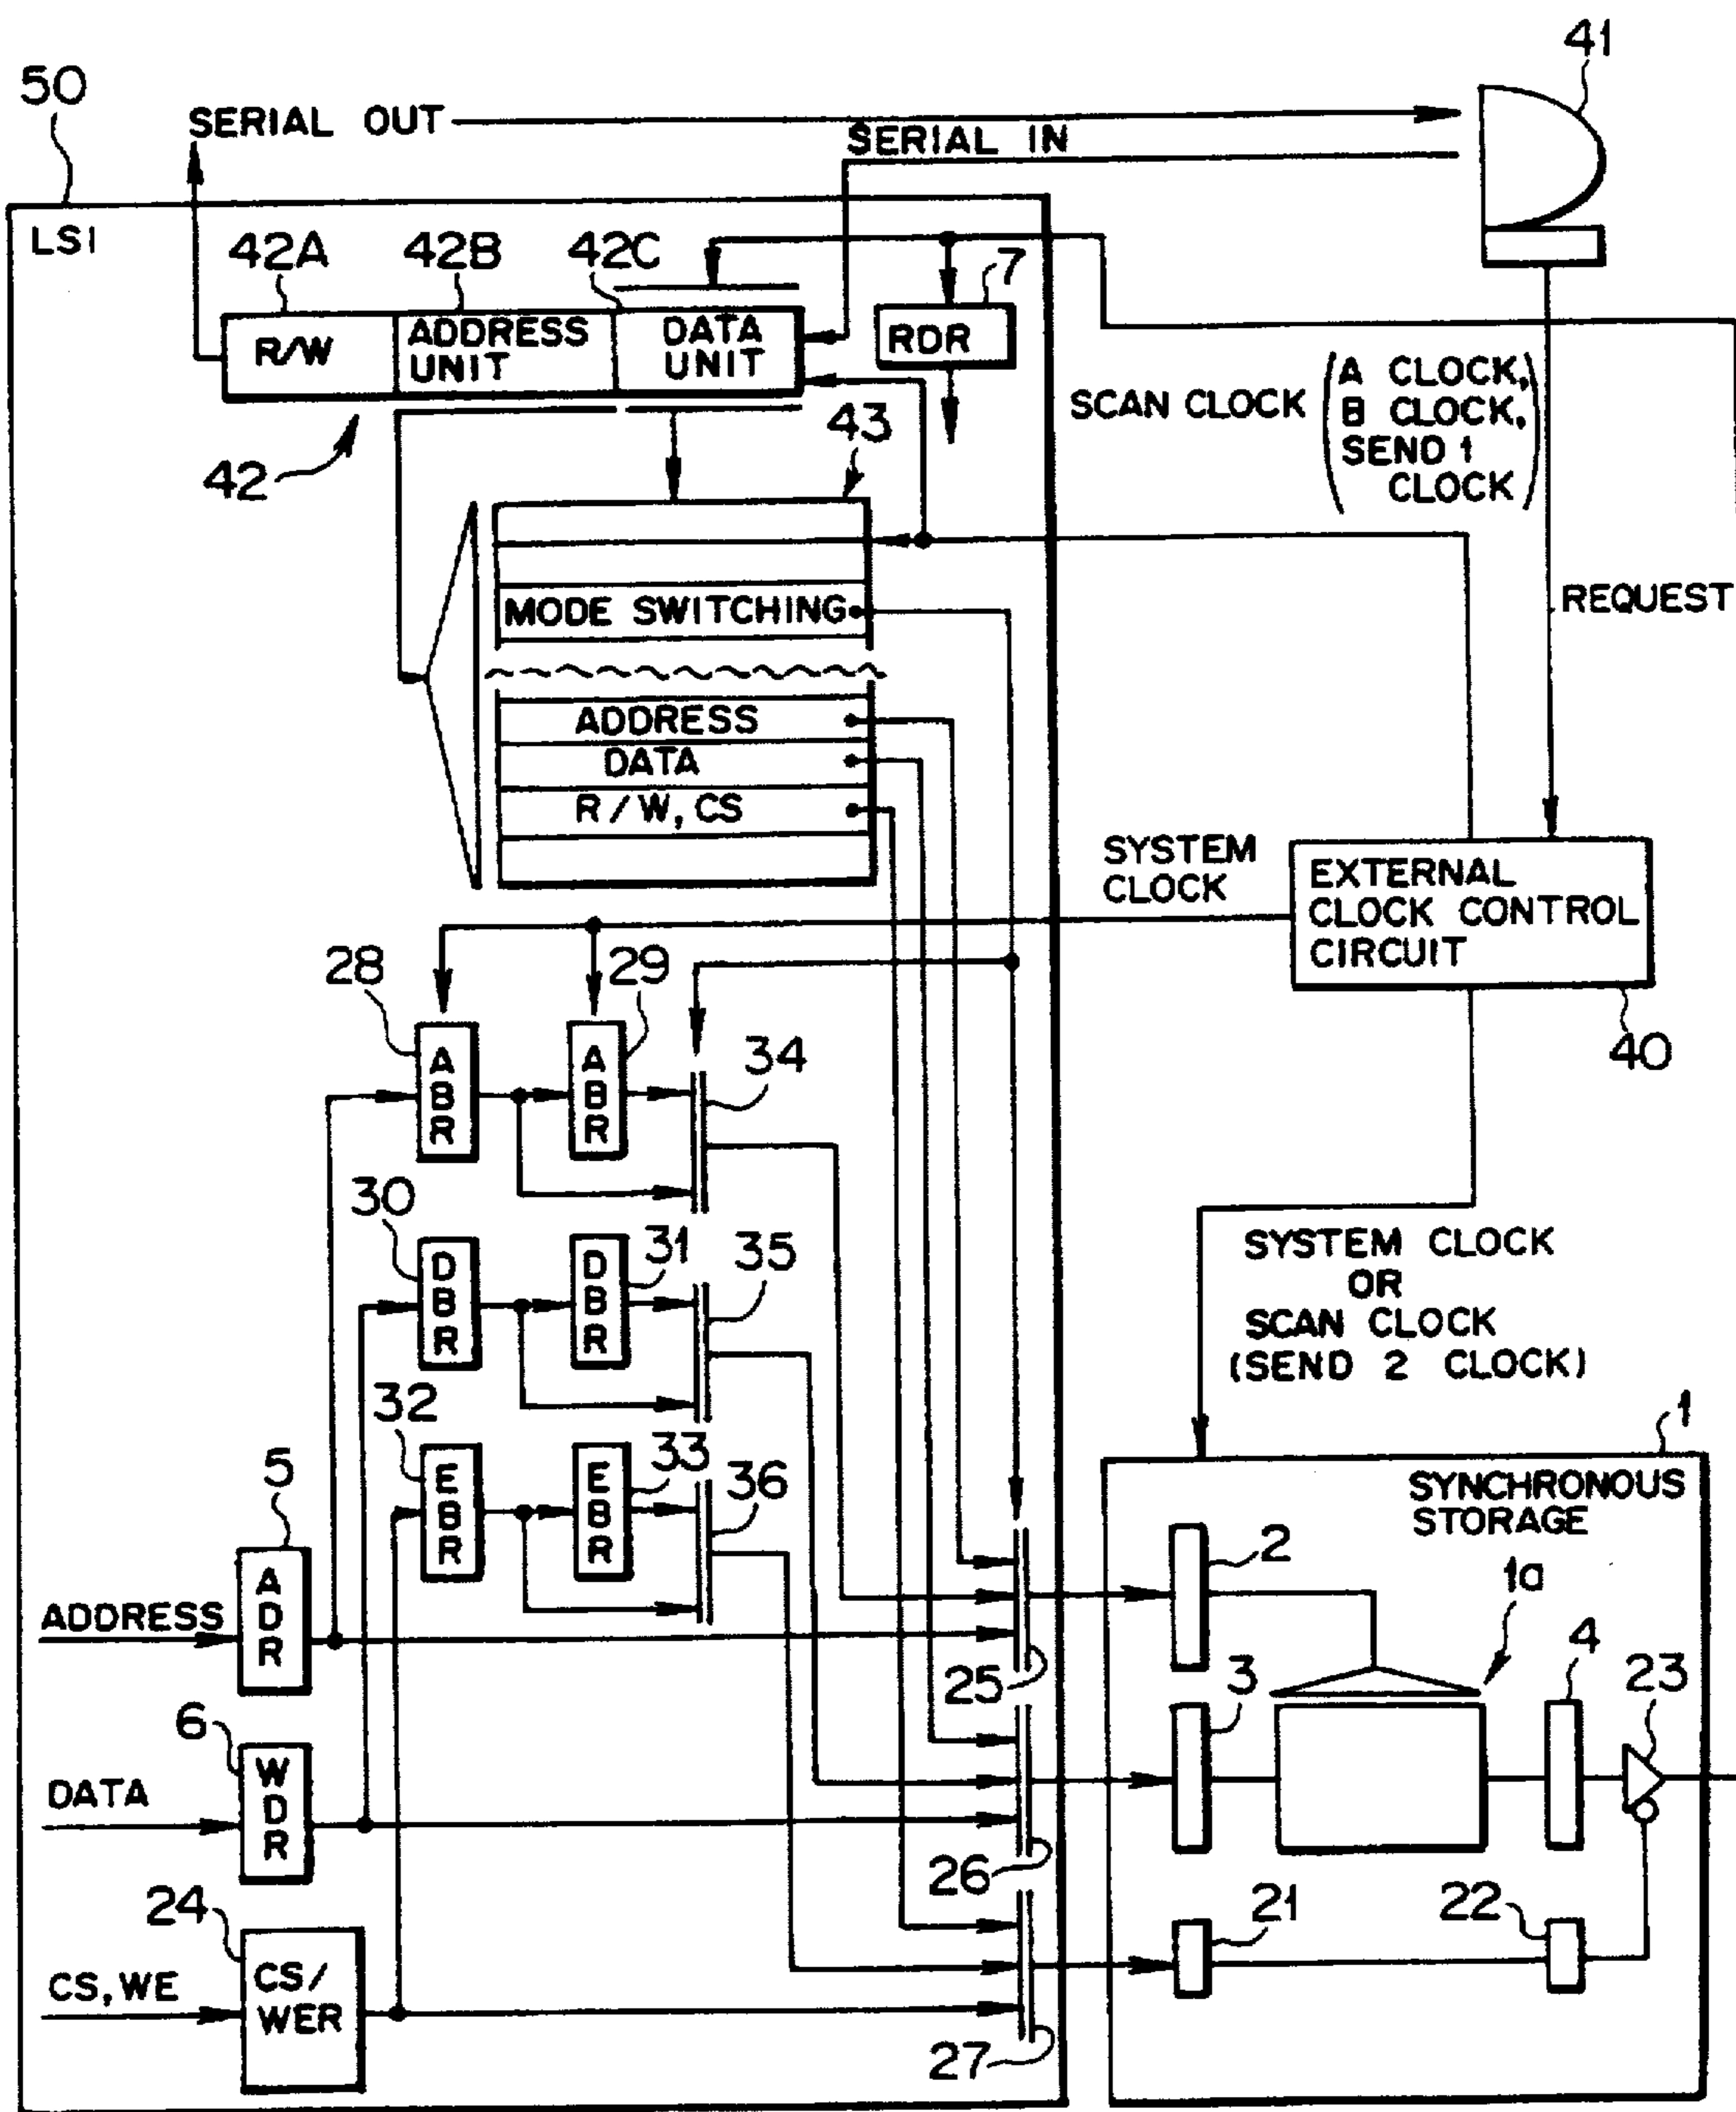 41
50
SERIAL OUT
SERIAL IN
LSI
42A
42B
42C
7
R/W
ADDRESS
UNIT
DATA
UNIT
RDR
SCAN CLOCK
(A CLOCK,
B CLOCK,
SEND 1
CLOCK)
42
43
MODE SWITCHING
REQUEST
ADDRESS
DATA
R/W, CS
SYSTEM
CLOCK
EXTERNAL
CLOCK CONTROL
CIRCUIT
40
28
29
ABR
ABR
34
30
31
DBR
DBR
35
SYSTEM CLOCK
OR
SCAN CLOCK
(SEND 2 CLOCK)
32
33
EBR
EBR
36
1
SYNCHRONOUS
STORAGE
5
ADDRESS
ADR
2
1a
25
3
4
23
6
DATA
WDR
26
24
CS, WE
CS/
WER
21
22
27